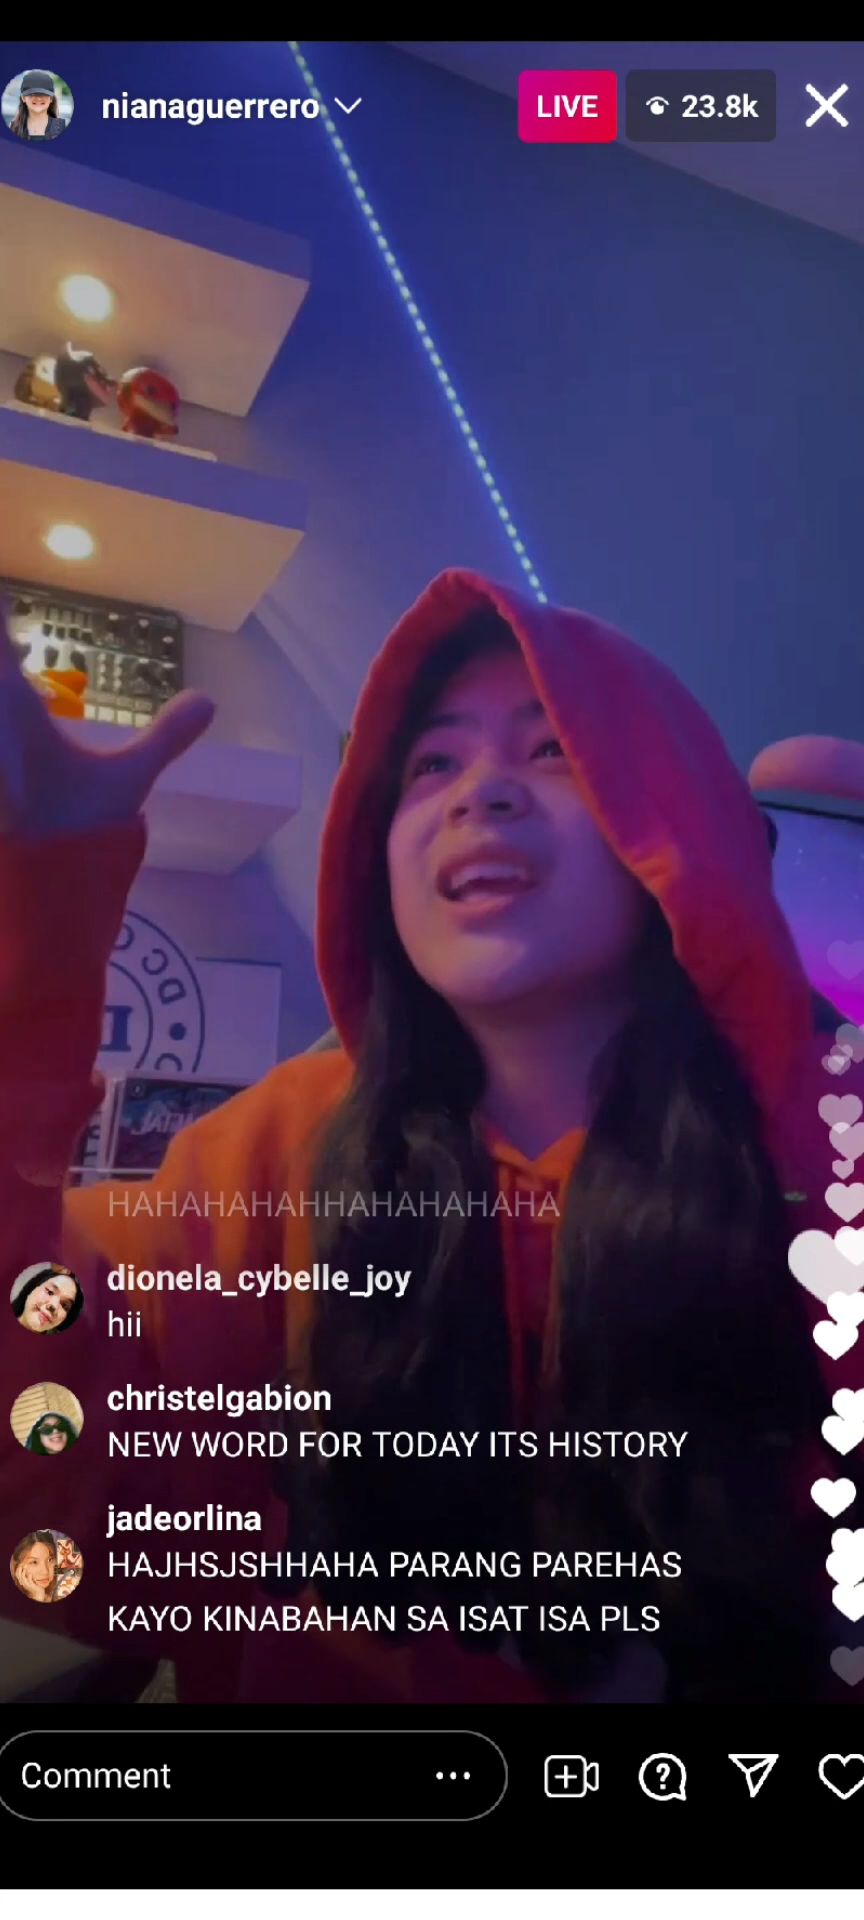 nianaguerrero
LIVE
23.8k
HAHAHAHAHHAHAHAHAHA
dionela_cybelle_joy
hii
christelgabion
NEW WORD FOR TODAY ITS HISTORY
jadeorlina
HAJHSJSHHAHA PARANG PAREHAS
KAYO KINABAHAN SA ISAT ISA PLS
Comment